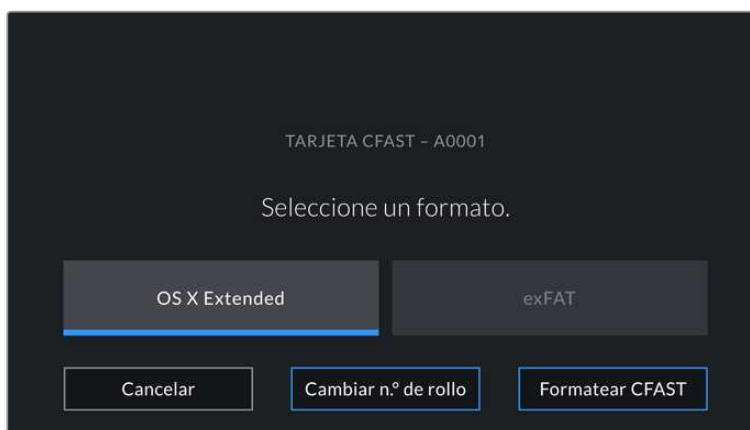 TARJETA CFAST – A0001
Seleccione un formato.
OS X Extended
exFAT
Cancelar
Cambiar n.º de rollo
Formatear CFAST